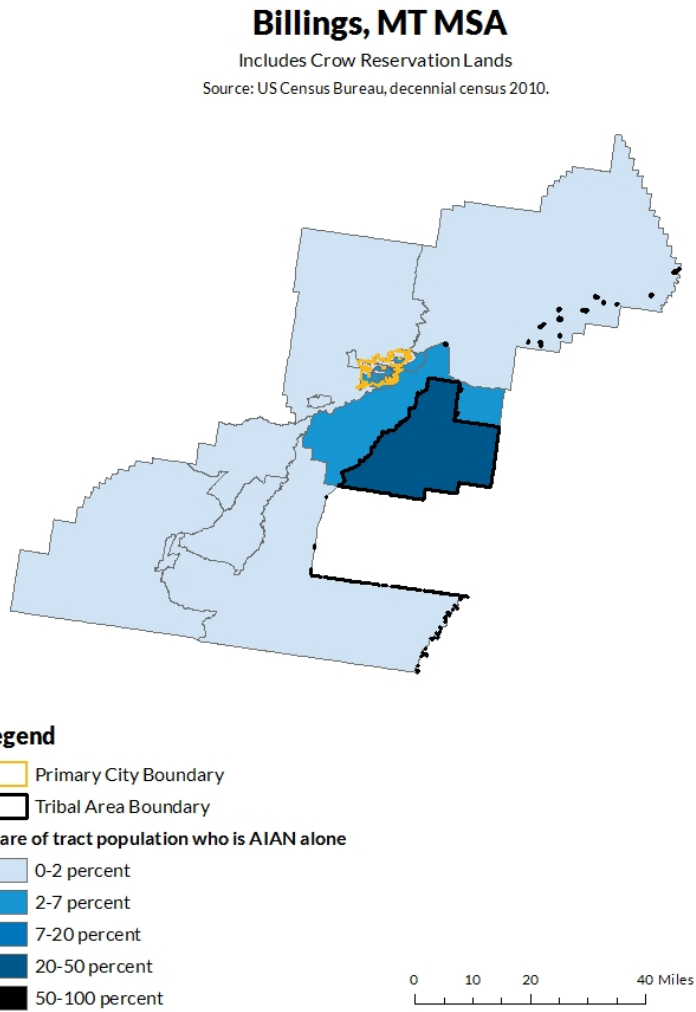 Billings, MT MSA
Includes Crow Reservation Lands
Source: US Census Bureau, decennial census 2010.
egend
Primary City Boundary
Tribal Area Boundary
are of tract population who is AIAN alone
0-2 percent
2-7 percent
7-20 percent
20-50 percent
50-100 percent
0 10 20 40 Miles